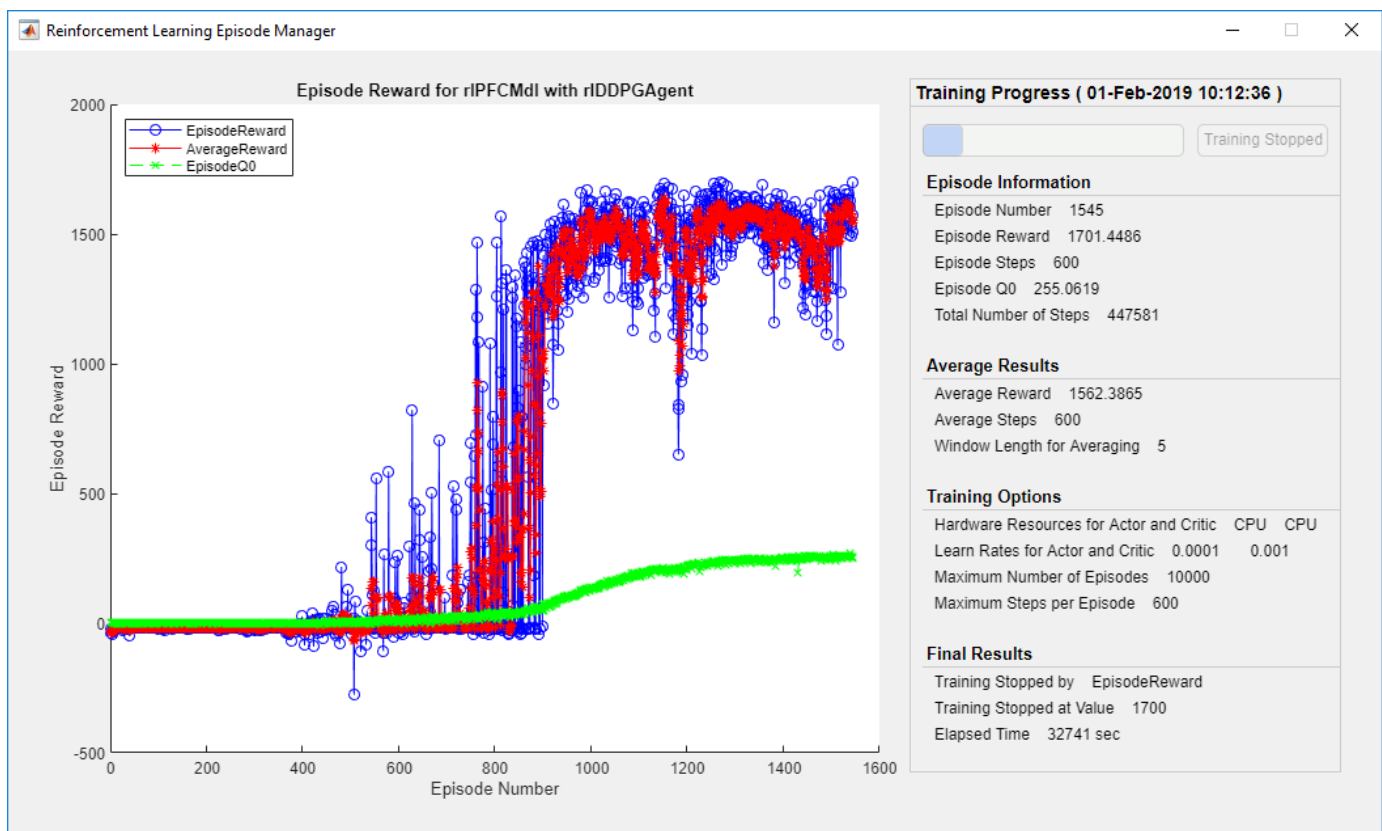 Reinforcement Learning Episode Manager
Episode Reward for rlPFCMdl with rlDDPGAgent
2000
1500
1000
500
0
-500
Episode Reward
EpisodeReward
AverageReward
EpisodeQ0
0 200 400 600 800 1000 1200 1400 1600
Episode Number
Training Progress ( 01-Feb-2019 10:12:36 )
Training Stopped
Episode Information
Episode Number 1545
Episode Reward 1701.4486
Episode Steps 600
Episode Q0 255.0619
Total Number of Steps 447581
Average Results
Average Reward 1562.3865
Average Steps 600
Window Length for Averaging 5
Training Options
Hardware Resources for Actor and Critic CPU CPU
Learn Rates for Actor and Critic 0.0001 0.001
Maximum Number of Episodes 10000
Maximum Steps per Episode 600
Final Results
Training Stopped by EpisodeReward
Training Stopped at Value 1700
Elapsed Time 32741 sec